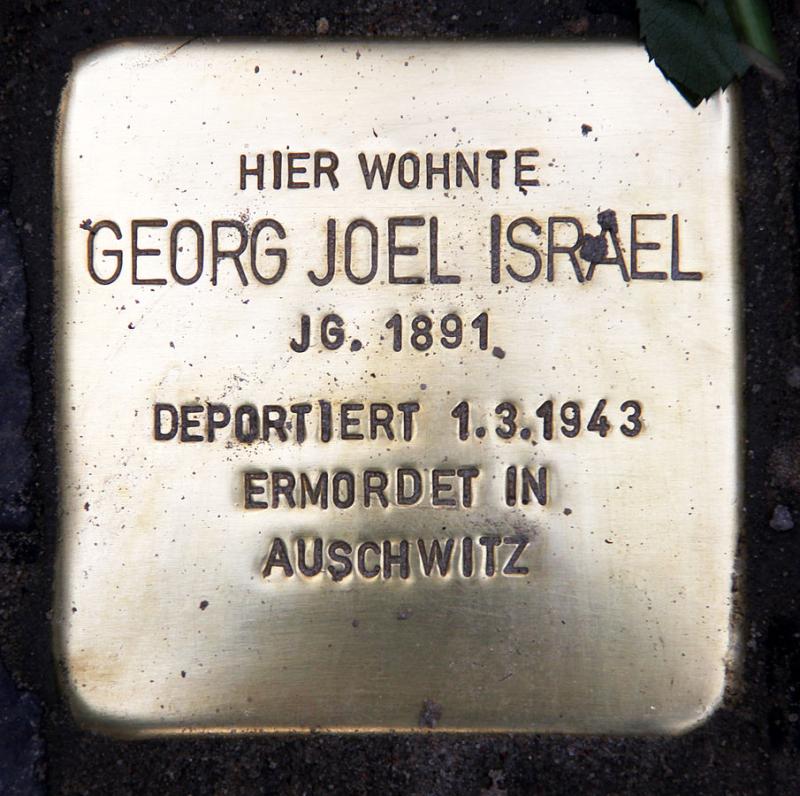 HIER WOHNTE
GEORG JOEL ISRAEL
JG. 1891
DEPORTIERT 1.3.1943
ERMORDET IN
AUSCHWITZ